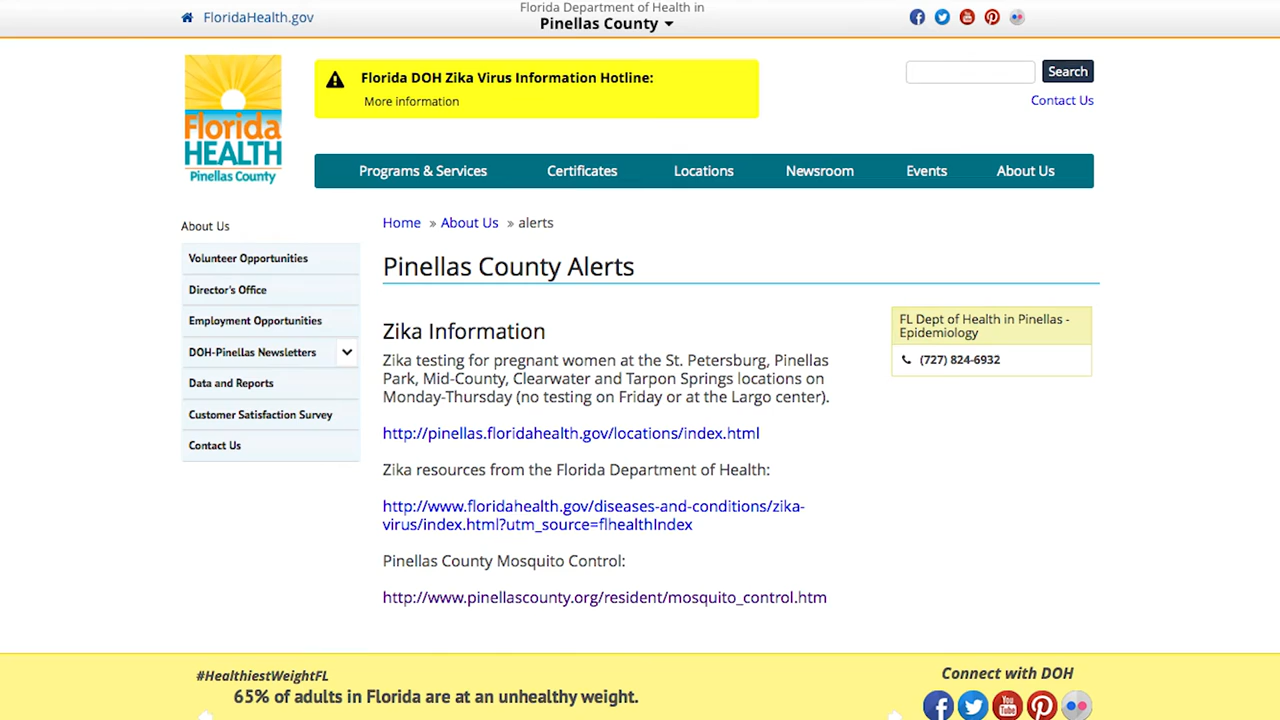 FloridaHealth.gov
Florida Department of Health in
Pinellas County
Florida
HEALTH
Pinellas County
Florida DOH Zika Virus Information Hotline:
More information
Search
Contact Us
Programs & Services Certificates Locations Newsroom Events About Us
About Us
Volunteer Opportunities
Director's Office
Employment Opportunities
DOH-Pinellas Newsletters
Data and Reports
Customer Satisfaction Survey
Contact Us
Home » About Us » alerts
Pinellas County Alerts
Zika Information
Zika testing for pregnant women at the St. Petersburg, Pinellas
Park, Mid-County, Clearwater and Tarpon Springs locations on
Monday-Thursday (no testing on Friday or at the Largo center).
http://pinellas.floridahealth.gov/locations/index.html
Zika resources from the Florida Department of Health:
http://www.floridahealth.gov/diseases-and-conditions/zika-
virus/index.html?utm_source=flhealthIndex
Pinellas County Mosquito Control:
http://www.pinellascounty.org/resident/mosquito_control.htm
FL Dept of Health in Pinellas -
Epidemiology
(727) 824-6932
#HealthiestWeightFL
65% of adults in Florida are at an unhealthy weight.
Connect with DOH